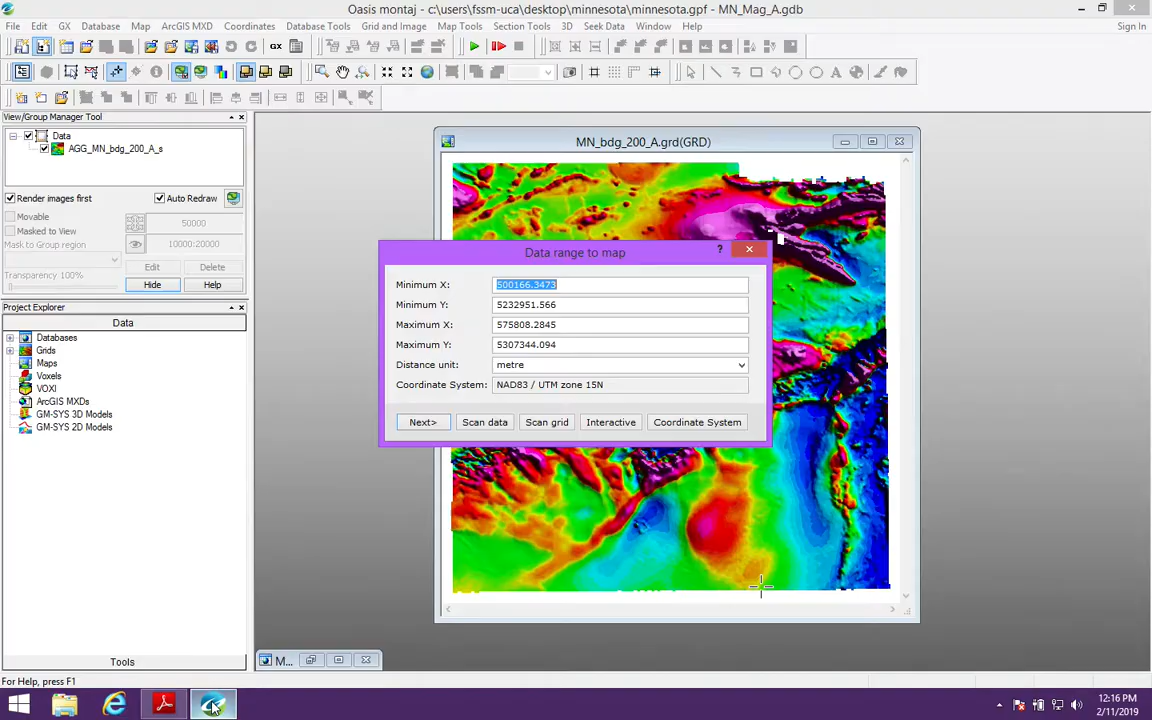 Oasis montaj - c:\users\fssm-uca\desktop\minnesota\minnesota.gpf - MN_Mag_A.gdb
File Edit GX Database Map ArcGIS MXD Coordinates Database Tools Grid and Image Map Tools Section Tools 3D Seek Data Window Help Sign In
View/Group Manager Tool
Data
AGG_MN_bdg_200_A_s
Render images first Auto Redraw
Movable 50000
Masked to View
Mask to Group region 10000:20000
Transparency 100% Edit Delete
Hide Help
Project Explorer
Data
Databases
Grids
Maps
Voxels
VOXI
ArcGIS MXDs
GM-SYS 3D Models
GM-SYS 2D Models
Tools
MN_bdg_200_A.grd(GRD)
Data range to map
Minimum X: 500166.3473
Minimum Y: 5232951.566
Maximum X: 575808.2845
Maximum Y: 5307344.094
Distance unit: metre
Coordinate System: NAD83 / UTM zone 15N
Next> Scan data Scan grid Interactive Coordinate System
M...
For Help, press F1
12:16 PM
2/11/2019